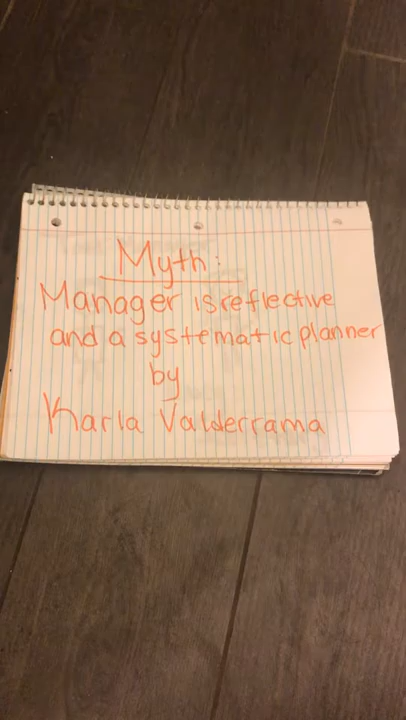 Myth:
Manager is reflective
and a systematic planner
by
Karla Valderrama